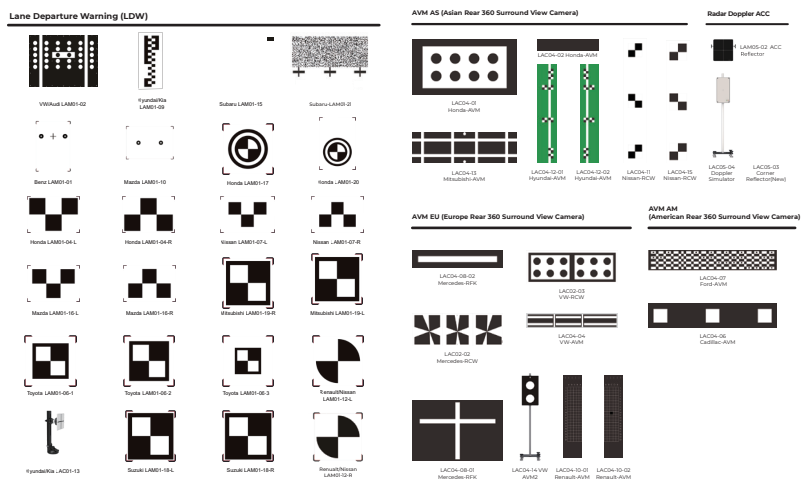 Lane Departure Warning (LDW)
VW/Audi LAM01-02
Hyundai/Kia
LAM01-09
Subaru LAM01-15
Subaru-LAM01-21
Benz LAM01-01
Mazda LAM01-10
Honda LAM01-17
Honda LAM01-20
Honda LAM01-04-L
Honda LAM01-04-R
Nissan LAM01-07-L
Nissan LAM01-07-R
Mazda LAM01-16-L
Mazda LAM01-16-R
Mitsubishi LAM01-19-R
Mitsubishi LAM01-19-L
Toyota LAM01-06-1
Toyota LAM01-06-2
Toyota LAM01-06-3
Renault/Nissan
LAM01-12-L
Hyundai/Kia LAC01-13
Suzuki LAM01-18-L
Suzuki LAM01-18-R
Renault/Nissan
LAM01-12-R
AVM AS (Asian Rear 360 Surround View Camera)
LAC04-01
Honda-AVM
LAC04-02 Honda-AVM
LAC04-13
Mitsubishi-AVM
LAC04-12-01
Hyundai-AVM
LAC04-12-02
Hyundai-AVM
LAC04-11
Nissan-RCW
LAC04-15
Nissan-RCW
Radar Doppler ACC
LAM05-02 ACC
Reflector
LAC05-04
Doppler
Simulator
LAC05-03
Corner
Reflector(New)
AVM EU (Europe Rear 360 Surround View Camera)
LAC04-08-02
Mercedes-RFK
LAC02-03
VW-RCW
LAC02-02
Mercedes-RCW
LAC04-04
VW-AVM
LAC04-08-01
Mercedes-RFK
LAC04-14 VW
AVM2
LAC04-10-01
Renault-AVM
LAC04-10-02
Renault-AVM
AVM AM
(American Rear 360 Surround View Camera)
LAC04-07
Ford-AVM
LAC04-06
Cadillac-AVM